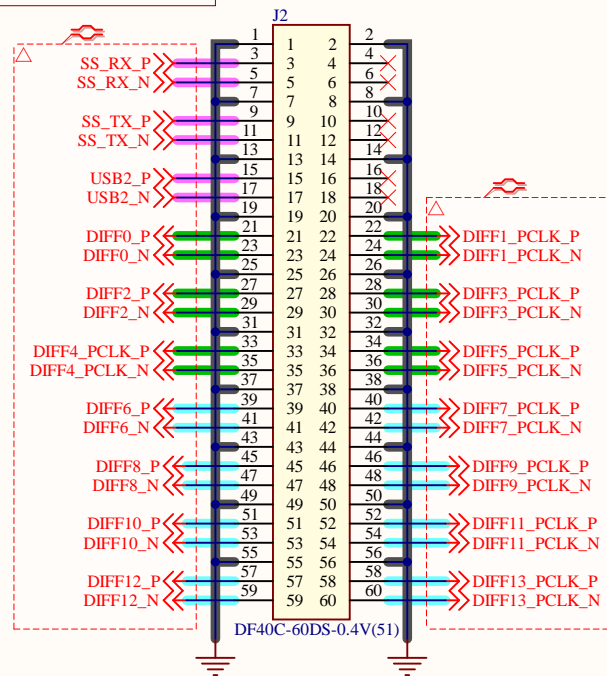 J2
1 1 2 2
SS_RX_P 3 3 4 4
SS_RX_N 5 5 6 6
7 7 8 8
SS_TX_P 9 9 10 10
SS_TX_N 11 11 12 12
13 13 14 14
USB2_P 15 15 16 16
USB2_N 17 17 18 18
19 19 20 20
DIFF0_P 21 21 22 22 DIFF1_PCLK_P
DIFF0_N 23 23 24 24 DIFF1_PCLK_N
25 25 26 26
DIFF2_P 27 27 28 28 DIFF3_PCLK_P
DIFF2_N 29 29 30 30 DIFF3_PCLK_N
31 31 32 32
DIFF4_PCLK_P 33 33 34 34 DIFF5_PCLK_P
DIFF4_PCLK_N 35 35 36 36 DIFF5_PCLK_N
37 37 38 38
DIFF6_P 39 39 40 40 DIFF7_PCLK_P
DIFF6_N 41 41 42 42 DIFF7_PCLK_N
43 43 44 44
DIFF8_P 45 45 46 46 DIFF9_PCLK_P
DIFF8_N 47 47 48 48 DIFF9_PCLK_N
49 49 50 50
DIFF10_P 51 51 52 52 DIFF11_PCLK_P
DIFF10_N 53 53 54 54 DIFF11_PCLK_N
55 55 56 56
DIFF12_P 57 57 58 58 DIFF13_PCLK_P
DIFF12_N 59 59 60 60 DIFF13_PCLK_N
DF40C-60DS-0.4V(51)